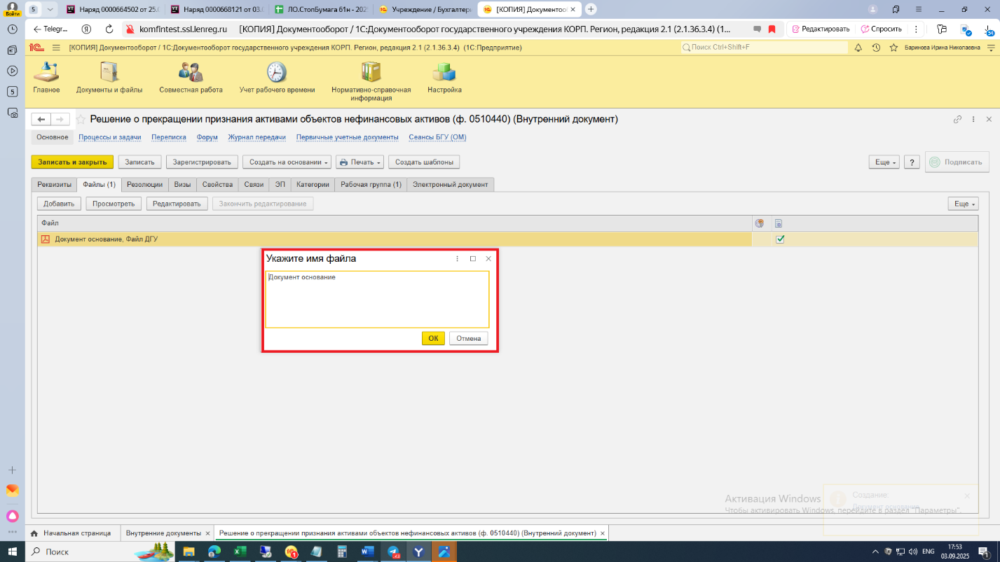 Войти
5
Наряд 0000664502 от 25.0
Наряд 0000668121 от 03.0
ЛО.СтопБумага 61н - 202
Учреждение / Бухгалтер
[КОПИЯ] Документоо
Telegr...
komfintest.ssl.lenreg.ru
[КОПИЯ] Документооборот / 1С:Документооборот государственного учреждения КОРП. Регион, редакция 2.1 (2.1.36.3.4) (1...
Редактировать
Спросить
54
[КОПИЯ] Документооборот / 1С:Документооборот государственного учреждения КОРП. Регион, редакция 2.1 (2.1.36.3.4) (1С:Предприятие)
Поиск Ctrl+Shift+F
Баринова Ирина Николаевна
5
Главное
Документы и файлы
Совместная работа
Учет рабочего времени
Нормативно-справочная
информация
Настройка
Решение о прекращении признания активами объектов нефинансовых активов (ф. 0510440) (Внутренний документ)
Основное
Процессы и задачи
Переписка
Форум
Журнал передачи
Первичные учетные документы
Сеансы БГУ (ОМ)
Записать и закрыть
Записать
Зарегистрировать
Создать на основании
Печать
Создать шаблоны
Еще
?
Подписать
Реквизиты
Файлы (1)
Резолюции
Визы
Свойства
Связи
ЭП
Категории
Рабочая группа (1)
Электронный документ
Добавить
Просмотреть
Редактировать
Закончить редактирование
Еще
Файл
Документ основание, Файл ДГУ
Укажите имя файла
Документ основание
ОК
Отмена
Создание:
Документ основание
Активация Windows
Чтобы активировать Windows, перейдите в раздел "Параметры".
Начальная страница
Внутренние документы
Решение о прекращении признания активами объектов нефинансовых активов (ф. 0510440) (Внутренний документ)
Поиск
ENG
17:53
03.09.2025